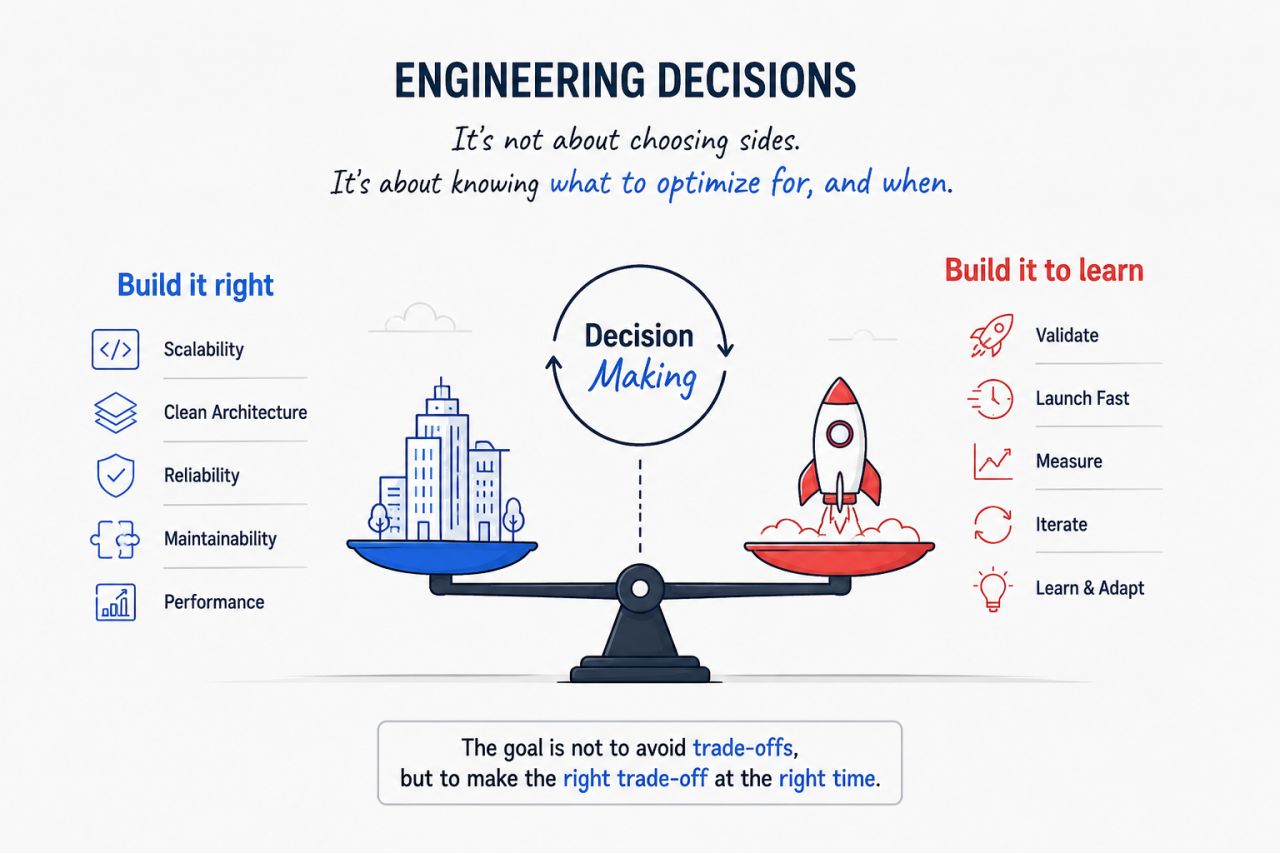 ENGINEERING DECISIONS
It's not about choosing sides.
It's about knowing what to optimize for, and when.
Build it right
Scalability
Clean Architecture
Reliability
Maintainability
Performance
Decision
Making
Build it to learn
Validate
Launch Fast
Measure
Iterate
Learn & Adapt
The goal is not to avoid trade-offs,
but to make the right trade-off at the right time.